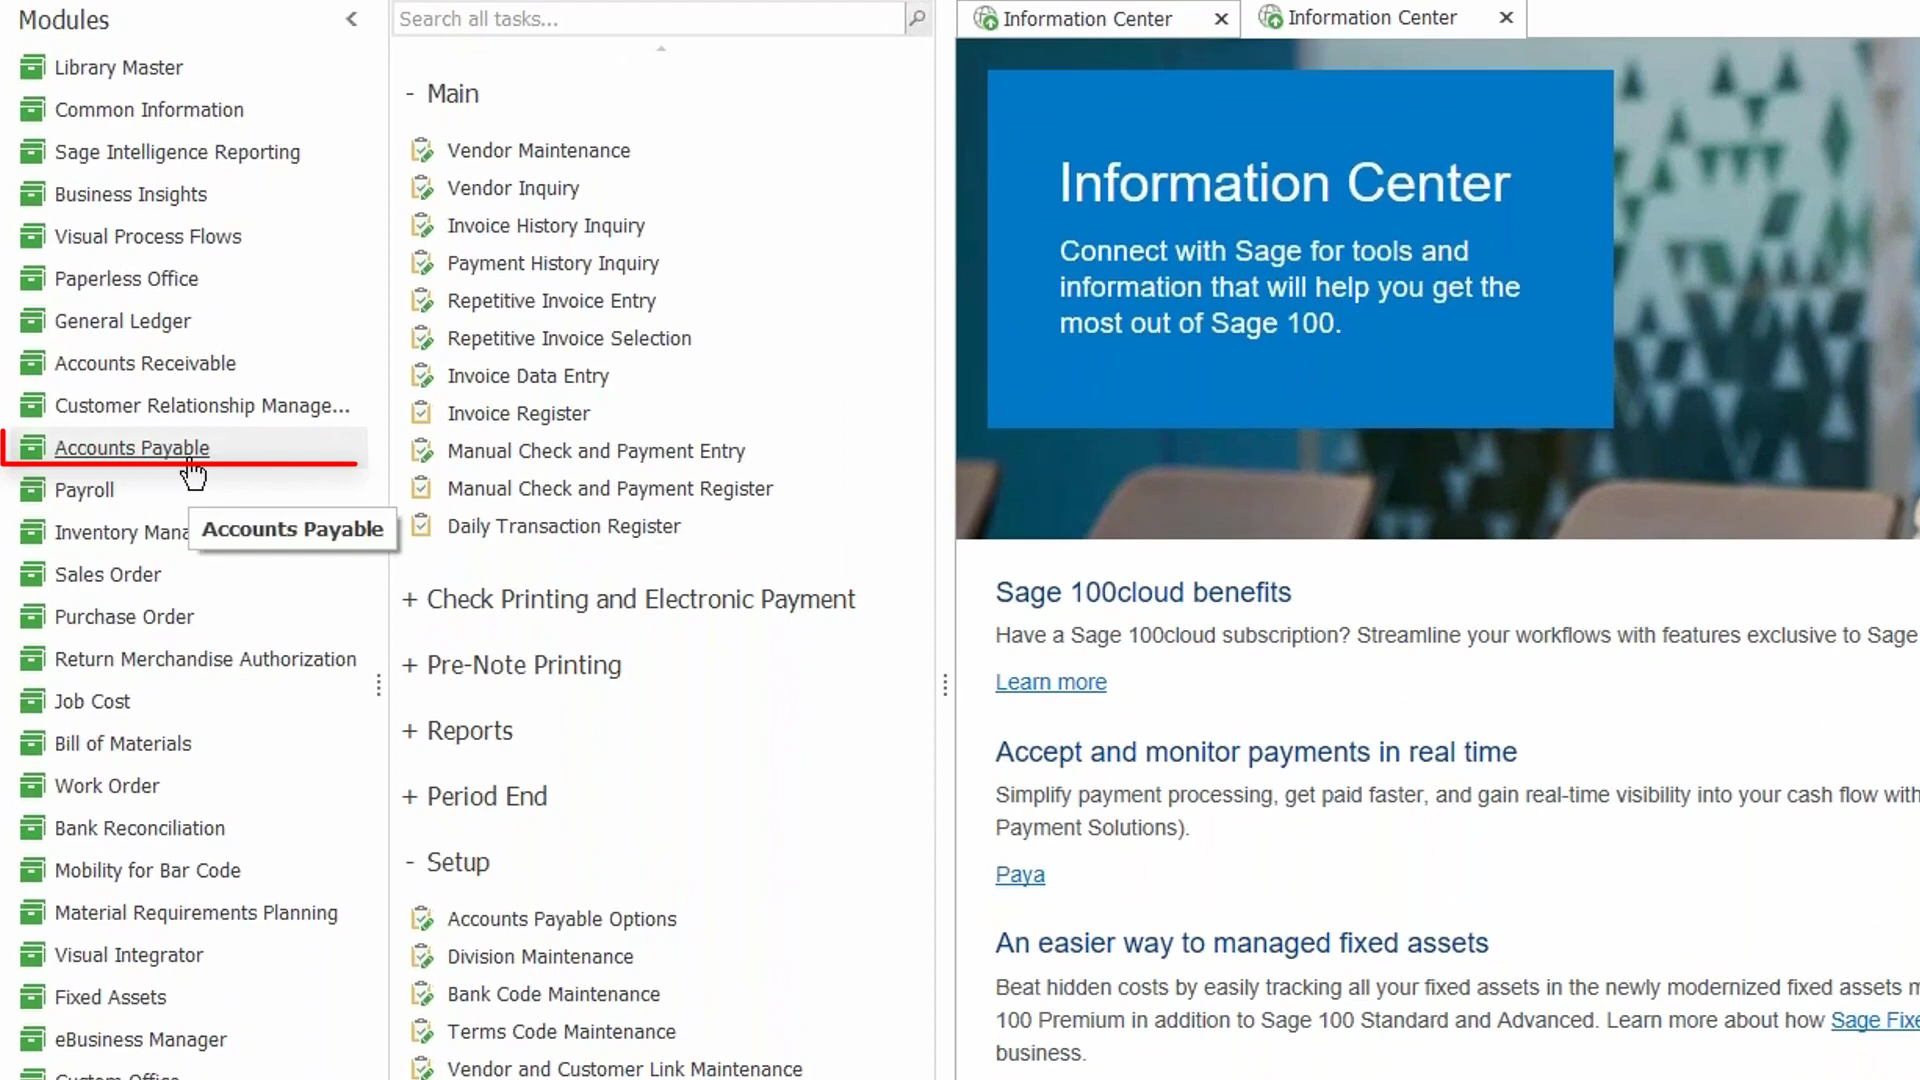 Modules
Library Master
Common Information
Sage Intelligence Reporting
Business Insights
Visual Process Flows
Paperless Office
General Ledger
Accounts Receivable
Customer Relationship Manage...
Accounts Payable
Payroll
Inventory Mana
Accounts Payable
Sales Order
Purchase Order
Return Merchandise Authorization
Job Cost
Bill of Materials
Work Order
Bank Reconciliation
Mobility for Bar Code
Material Requirements Planning
Visual Integrator
Fixed Assets
eBusiness Manager
Custom Office
Search all tasks...
- Main
Vendor Maintenance
Vendor Inquiry
Invoice History Inquiry
Payment History Inquiry
Repetitive Invoice Entry
Repetitive Invoice Selection
Invoice Data Entry
Invoice Register
Manual Check and Payment Entry
Manual Check and Payment Register
Daily Transaction Register
+ Check Printing and Electronic Payment
+ Pre-Note Printing
+ Reports
+ Period End
- Setup
Accounts Payable Options
Division Maintenance
Bank Code Maintenance
Terms Code Maintenance
Vendor and Customer Link Maintenance
Information Center
Information Center
Information Center
Connect with Sage for tools and
information that will help you get the
most out of Sage 100.
Sage 100cloud benefits
Have a Sage 100cloud subscription? Streamline your workflows with features exclusive to Sage
Learn more
Accept and monitor payments in real time
Simplify payment processing, get paid faster, and gain real-time visibility into your cash flow with
Payment Solutions).
Paya
An easier way to managed fixed assets
Beat hidden costs by easily tracking all your fixed assets in the newly modernized fixed assets
100 Premium in addition to Sage 100 Standard and Advanced. Learn more about how Sage Fixe
business.